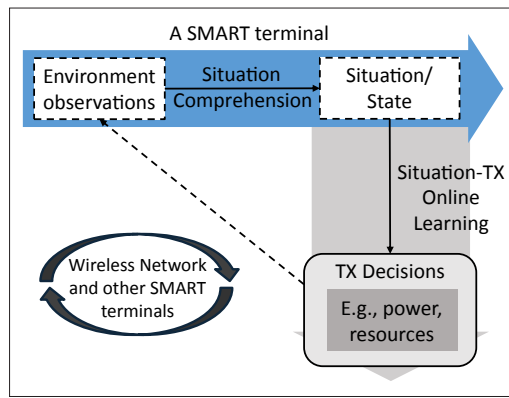 A SMART terminal
Environment
observations
Situation
Comprehension
Situation/
State
Situation-TX
Online
Learning
Wireless Network
and other SMART
terminals
TX Decisions
E.g., power,
resources